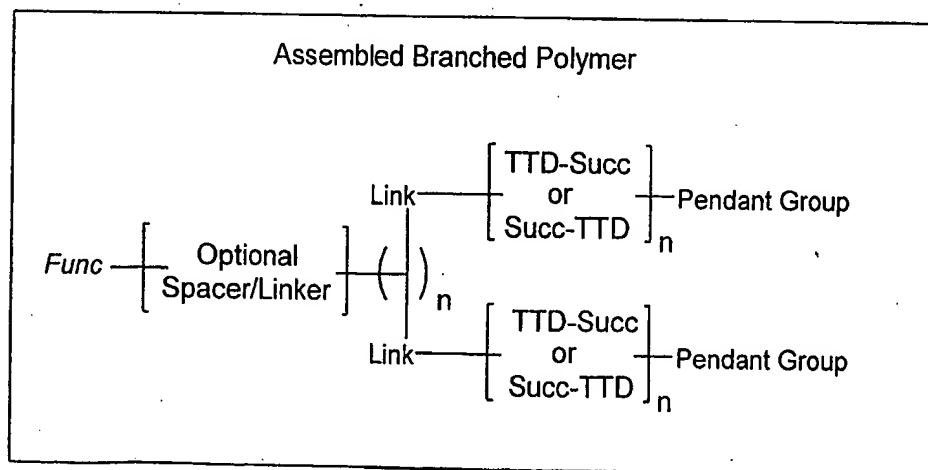 Assembled Branched Polymer
TTD-Succ
or
Succ-TTD
n
Link
Pendant Group
Func
Optional
Spacer/Linker
( )
n
Link
TTD-Succ
or
Succ-TTD
n
Pendant Group